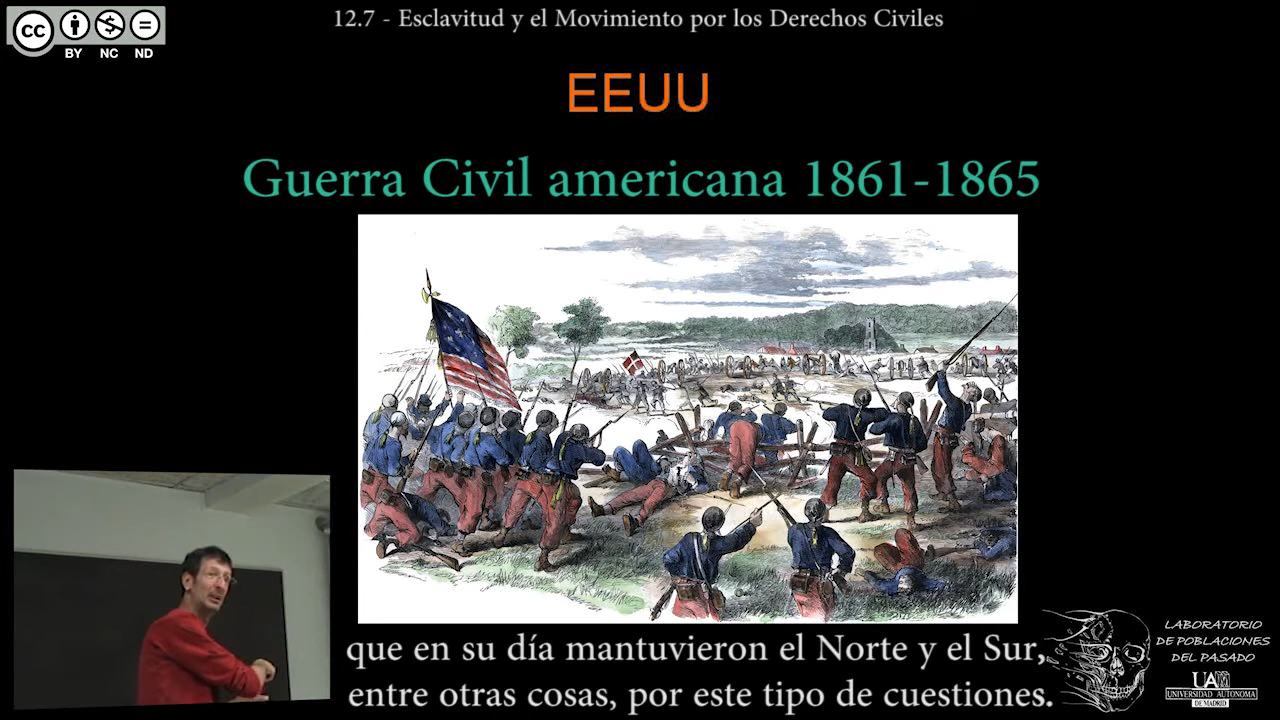 12.7 - Esclavitud y el Movimiento por los Derechos Civiles
cc
BY NC ND
EEUU
Guerra Civil americana 1861-1865
que en su día mantuvieron el Norte y el Sur,
entre otras cosas, por este tipo de cuestiones.
LABORATORIO
DE POBLACIONES
DEL PASADO
UAM
UNIVERSIDAD AUTONOMA
DE MADRID